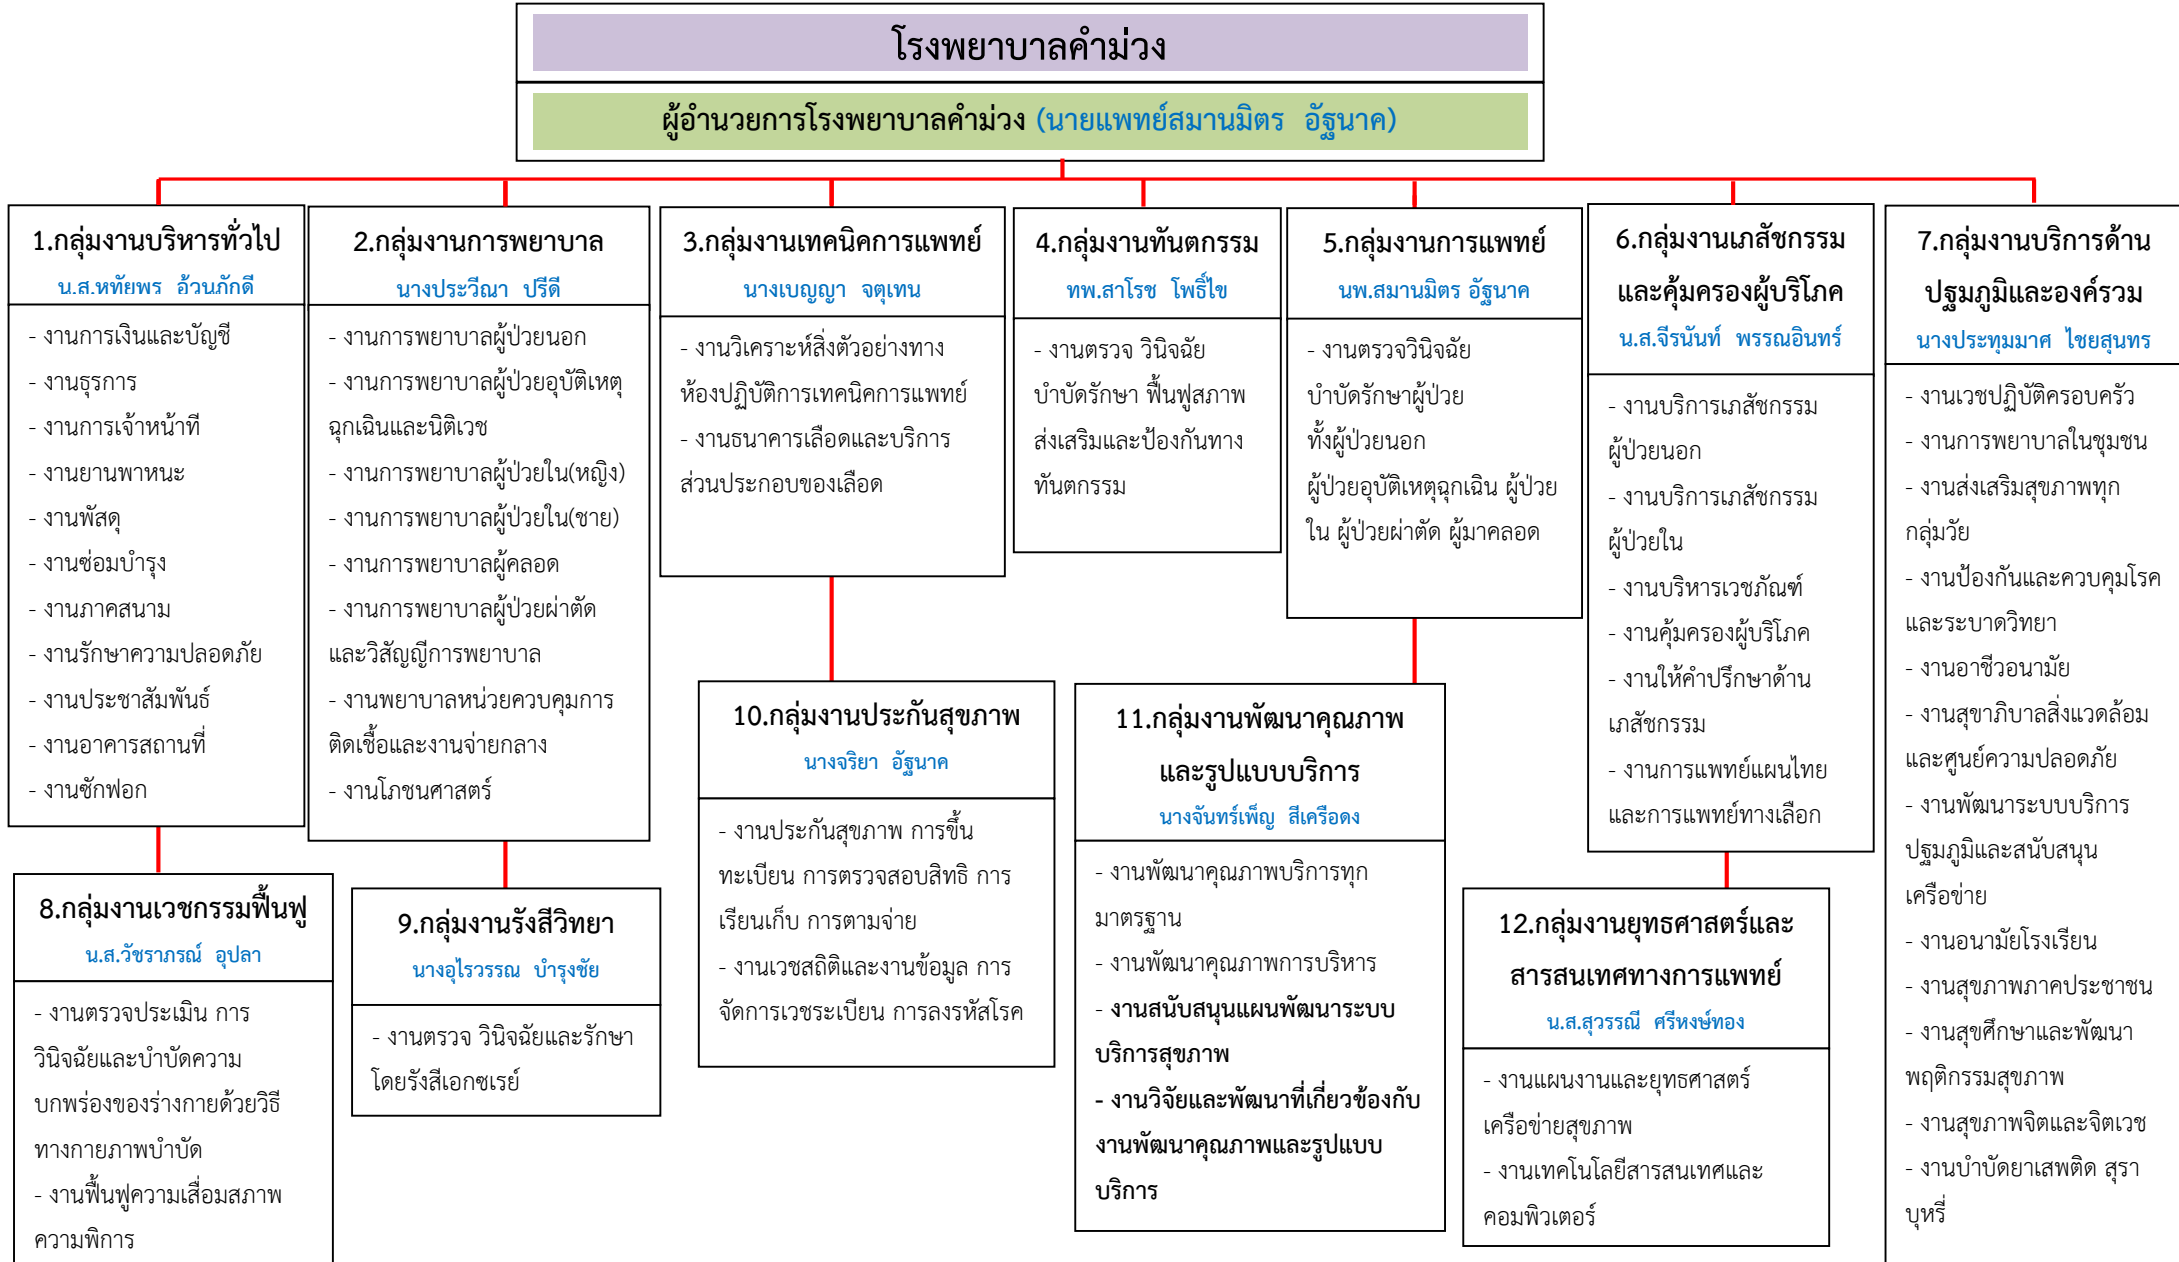 โรงพยาบาลคำม่วง
ผู้อำนวยการโรงพยาบาลคำม่วง (นายแพทย์สมานมิตร อัฐนาค)
1.กลุ่มงานบริหารทั่วไป
น.ส.หทัยพร อ้วนภักดี
- งานการเงินและบัญชี
- งานธุรการ
- งานการเจ้าหน้าที่
- งานยานพาหนะ
- งานพัสดุ
- งานซ่อมบำรุง
- งานภาคสนาม
- งานรักษาความปลอดภัย
- งานประชาสัมพันธ์
- งานอาคารสถานที่
- งานซักฟอก
2.กลุ่มงานการพยาบาล
นางประวีณา ปรีดี
- งานการพยาบาลผู้ป่วยนอก
- งานการพยาบาลผู้ป่วยอุบัติเหตุ
ฉุกเฉินและนิติเวช
- งานการพยาบาลผู้ป่วยใน(หญิง)
- งานการพยาบาลผู้ป่วยใน(ชาย)
- งานการพยาบาลผู้คลอด
- งานการพยาบาลผู้ป่วยผ่าตัด
และวิสัญญีการพยาบาล
- งานพยาบาลหน่วยควบคุมการ
ติดเชื้อและงานจ่ายกลาง
- งานโภชนศาสตร์
3.กลุ่มงานเทคนิคการแพทย์
นางเบญญา จตุเทน
- งานวิเคราะห์สิ่งตัวอย่างทาง
ห้องปฏิบัติการเทคนิคการแพทย์
- งานธนาคารเลือดและบริการ
ส่วนประกอบของเลือด
4.กลุ่มงานทันตกรรม
ทพ.สาโรช โพธิ์ไข
- งานตรวจ วินิจฉัย
บำบัดรักษา ฟื้นฟูสภาพ
ส่งเสริมและป้องกันทาง
ทันตกรรม
5.กลุ่มงานการแพทย์
นพ.สมานมิตร อัฐนาค
- งานตรวจวินิจฉัย
บำบัดรักษาผู้ป่วย
ทั้งผู้ป่วยนอก
ผู้ป่วยอุบัติเหตุฉุกเฉิน ผู้ป่วย
ใน ผู้ป่วยผ่าตัด ผู้มาคลอด
6.กลุ่มงานเภสัชกรรม
และคุ้มครองผู้บริโภค
น.ส.จีรนันท์ พรรณอินทร์
- งานบริการเภสัชกรรม
ผู้ป่วยนอก
- งานบริการเภสัชกรรม
ผู้ป่วยใน
- งานบริหารเวชภัณฑ์
- งานคุ้มครองผู้บริโภค
- งานให้คำปรึกษาด้าน
เภสัชกรรม
- งานการแพทย์แผนไทย
และการแพทย์ทางเลือก
7.กลุ่มงานบริการด้าน
ปฐมภูมิและองค์รวม
นางประทุมมาศ ไชยสุนทร
- งานเวชปฏิบัติครอบครัว
- งานการพยาบาลในชุมชน
- งานส่งเสริมสุขภาพทุก
กลุ่มวัย
- งานป้องกันและควบคุมโรค
และระบาดวิทยา
- งานอาชีวอนามัย
- งานสุขาภิบาลสิ่งแวดล้อม
และศูนย์ความปลอดภัย
- งานพัฒนาระบบบริการ
ปฐมภูมิและสนับสนุน
เครือข่าย
- งานอนามัยโรงเรียน
- งานสุขภาพภาคประชาชน
- งานสุขศึกษาและพัฒนา
พฤติกรรมสุขภาพ
- งานสุขภาพจิตและจิตเวช
- งานบำบัดยาเสพติด สุรา
บุหรี่
8.กลุ่มงานเวชกรรมฟื้นฟู
น.ส.วัชราภรณ์ อุปลา
- งานตรวจประเมิน การ
วินิจฉัยและบำบัดความ
บกพร่องของร่างกายด้วยวิธี
ทางกายภาพบำบัด
- งานฟื้นฟูความเสื่อมสภาพ
ความพิการ
9.กลุ่มงานรังสีวิทยา
นางอุไรวรรณ บำรุงชัย
- งานตรวจ วินิจฉัยและรักษา
โดยรังสีเอกซเรย์
10.กลุ่มงานประกันสุขภาพ
นางจริยา อัฐนาค
- งานประกันสุขภาพ การขึ้น
ทะเบียน การตรวจสอบสิทธิ การ
เรียนเก็บ การตามจ่าย
- งานเวชสถิติและงานข้อมูล การ
จัดการเวชระเบียน การลงรหัสโรค
11.กลุ่มงานพัฒนาคุณภาพ
และรูปแบบบริการ
นางจันทร์เพ็ญ สีเครือดง
- งานพัฒนาคุณภาพบริการทุก
มาตรฐาน
- งานพัฒนาคุณภาพการบริหาร
- งานสนับสนุนแผนพัฒนาระบบ
บริการสุขภาพ
- งานวิจัยและพัฒนาที่เกี่ยวข้องกับ
งานพัฒนาคุณภาพและรูปแบบ
บริการ
12.กลุ่มงานยุทธศาสตร์และ
สารสนเทศทางการแพทย์
น.ส.สุวรรณี ศรีหงษ์ทอง
- งานแผนงานและยุทธศาสตร์
เครือข่ายสุขภาพ
- งานเทคโนโลยีสารสนเทศและ
คอมพิวเตอร์